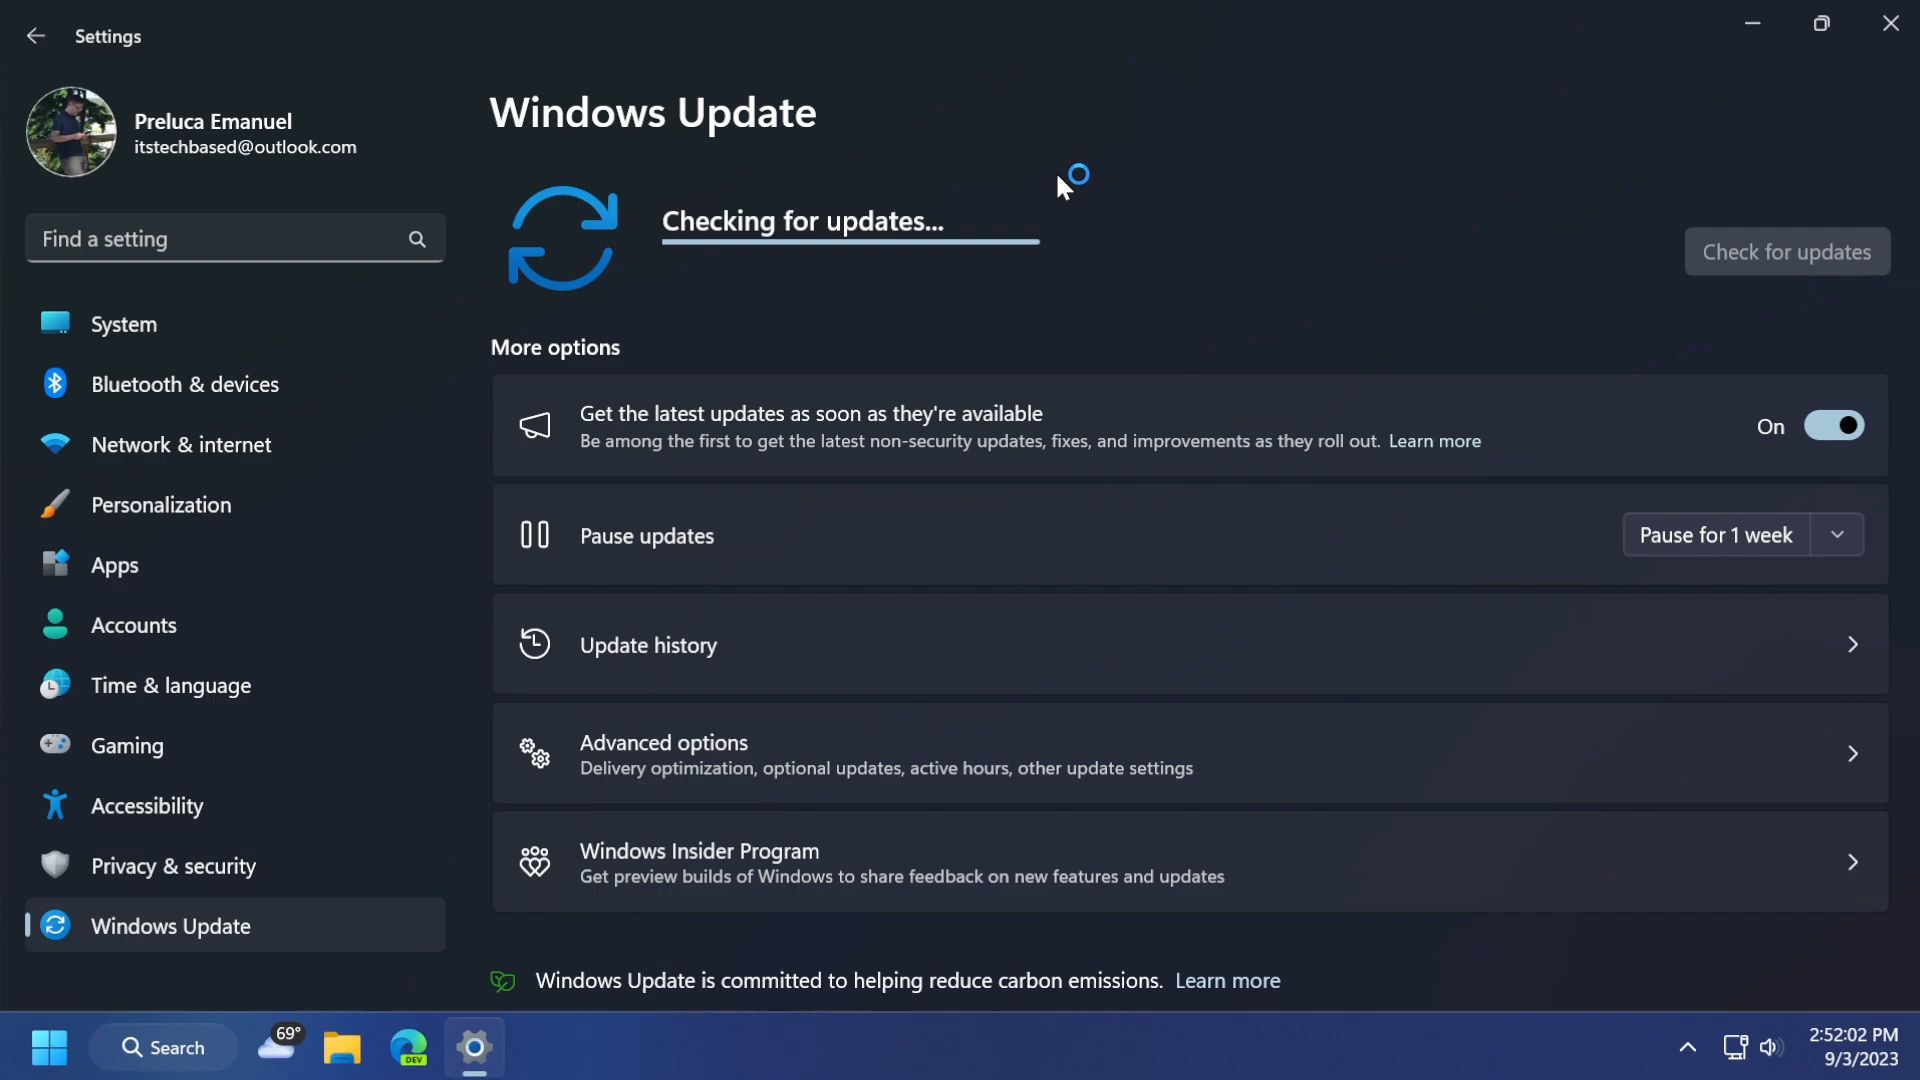 Settings
Preluca Emanuel
itstechbased@outlook.com
Find a setting
System
Bluetooth & devices
Network & internet
Personalization
Apps
Accounts
Time & language
Gaming
Accessibility
Privacy & security
Windows Update
Windows Update
Checking for updates...
Check for updates
More options
Get the latest updates as soon as they're available
Be among the first to get the latest non-security updates, fixes, and improvements as they roll out. Learn more
On
Pause updates
Pause for 1 week
Update history
Advanced options
Delivery optimization, optional updates, active hours, other update settings
Windows Insider Program
Get preview builds of Windows to share feedback on new features and updates
Windows Update is committed to helping reduce carbon emissions. Learn more
Search
69°
DEV
2:52:02 PM
9/3/2023